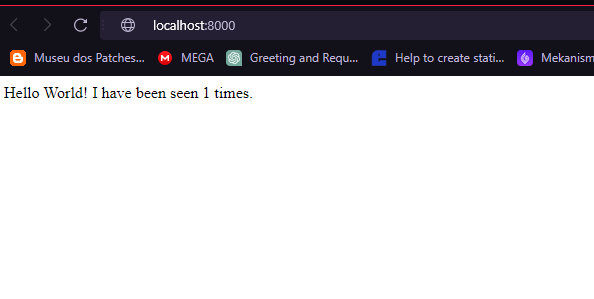 localhost:8000
Museu dos Patches... MEGA Greeting and Requ... Help to create stati... Mekanism
Hello World! I have been seen 1 times.